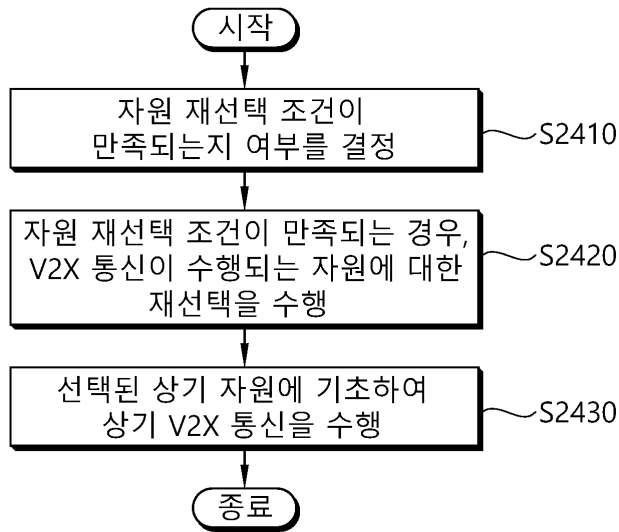 시작
자원 재선택 조건이
만족되는지 여부를 결정
S2410
자원 재선택 조건이 만족되는 경우,
V2X 통신이 수행되는 자원에 대한
재선택을 수행
S2420
선택된 상기 자원에 기초하여
상기 V2X 통신을 수행
S2430
종료